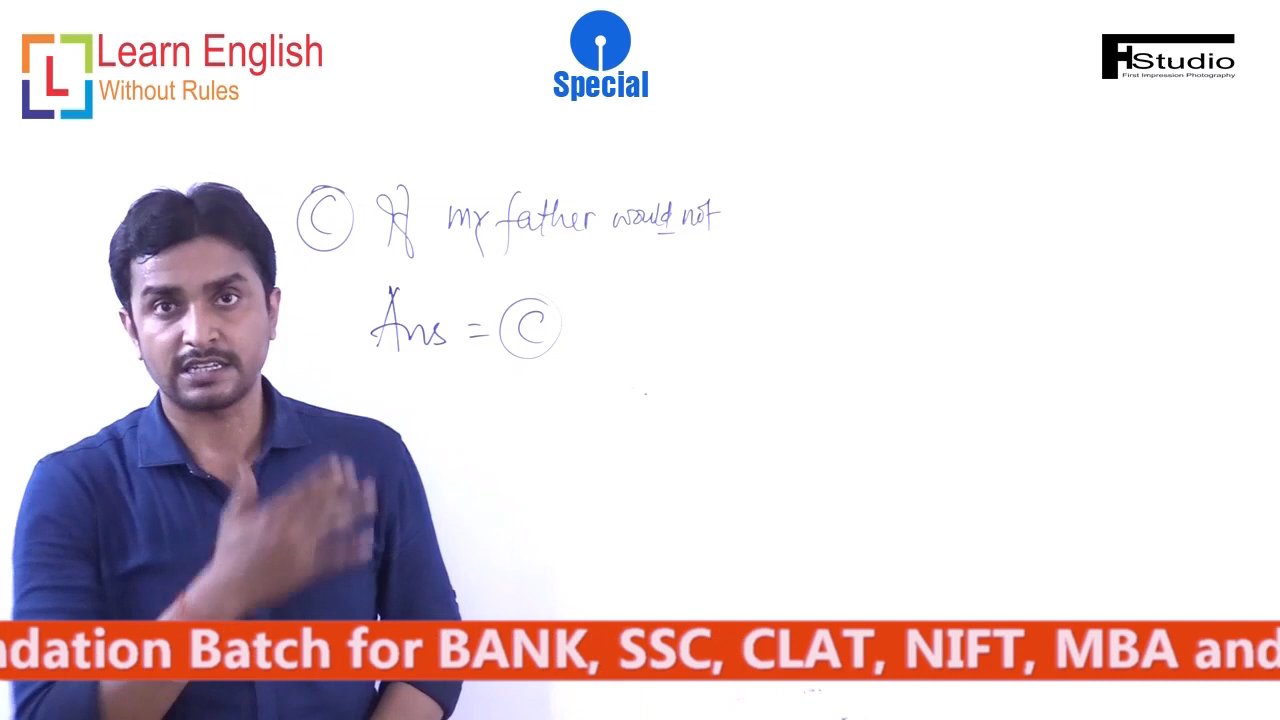 Learn English
Without Rules
L
Special
FH Studio
First Impression Photography
C If my father would not
Ans = C
ndation Batch for BANK, SSC, CLAT, NIFT, MBA and